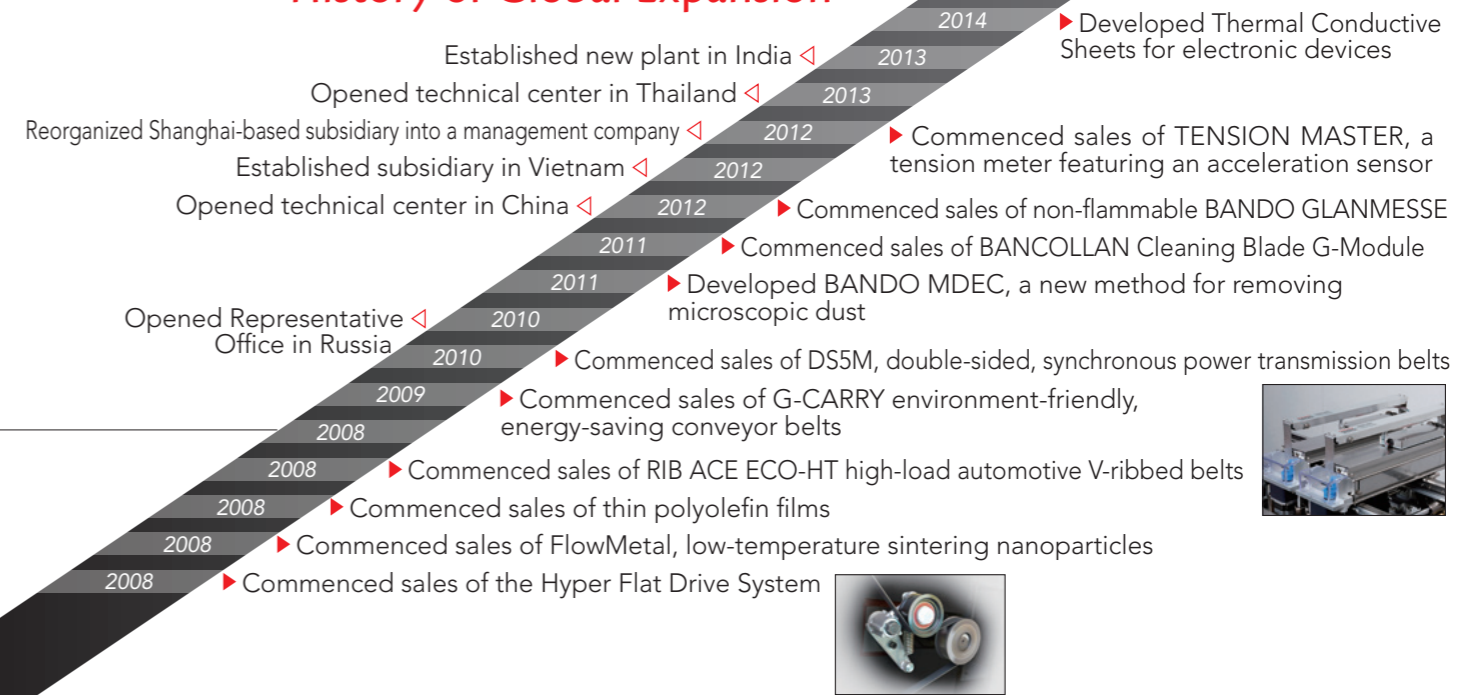 History of Global Expansion
2014
▶ Developed Thermal Conductive
Sheets for electronic devices
Established new plant in India ◁
2013
Opened technical center in Thailand ◁
2013
Reorganized Shanghai-based subsidiary into a management company ◁
2012
▶ Commenced sales of TENSION MASTER, a
tension meter featuring an acceleration sensor
Established subsidiary in Vietnam ◁
2012
Opened technical center in China ◁
2012
▶ Commenced sales of non-flammable BANDO GLANMESSE
2011
▶ Commenced sales of BANCOLLAN Cleaning Blade G-Module
2011
▶ Developed BANDO MDEC, a new method for removing
microscopic dust
Opened Representative ◁
Office in Russia
2010
2010
▶ Commenced sales of DS5M, double-sided, synchronous power transmission belts
2009
▶ Commenced sales of G-CARRY environment-friendly,
energy-saving conveyor belts
2008
2008
▶ Commenced sales of RIB ACE ECO-HT high-load automotive V-ribbed belts
2008
▶ Commenced sales of thin polyolefin films
2008
▶ Commenced sales of FlowMetal, low-temperature sintering nanoparticles
2008
▶ Commenced sales of the Hyper Flat Drive System